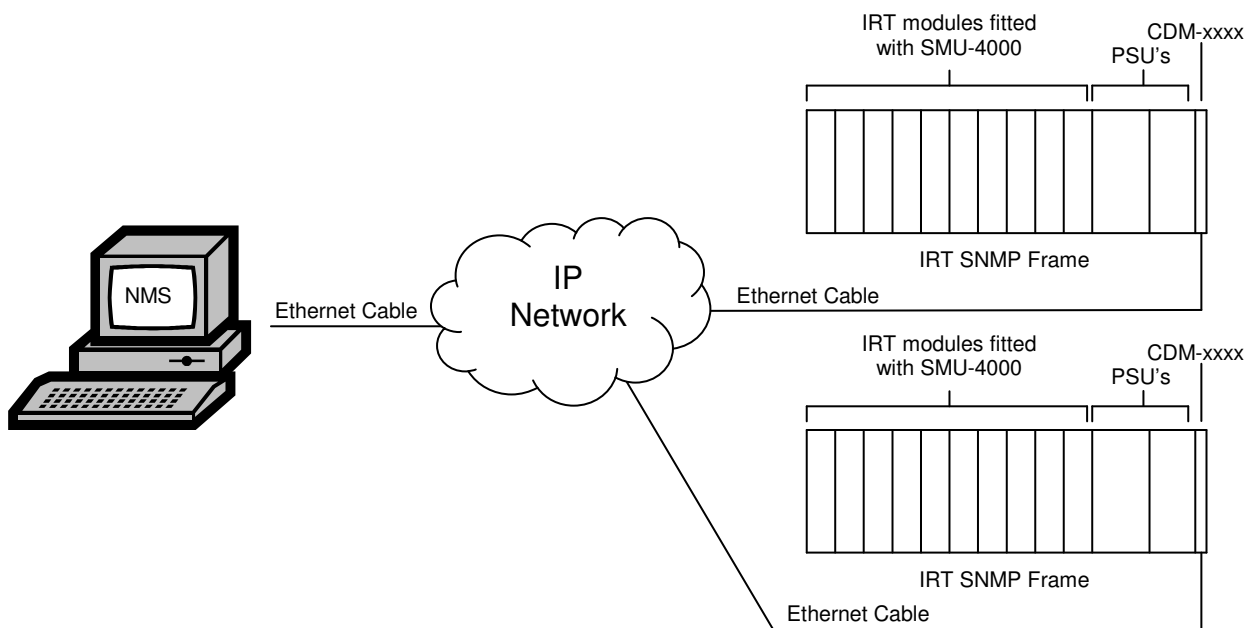 IRT modules fitted
with SMU-4000
CDM-xxxx
PSU's
IRT SNMP Frame
NMS
Ethernet Cable
IP
Network
Ethernet Cable
IRT modules fitted
with SMU-4000
CDM-xxxx
PSU's
IRT SNMP Frame
Ethernet Cable